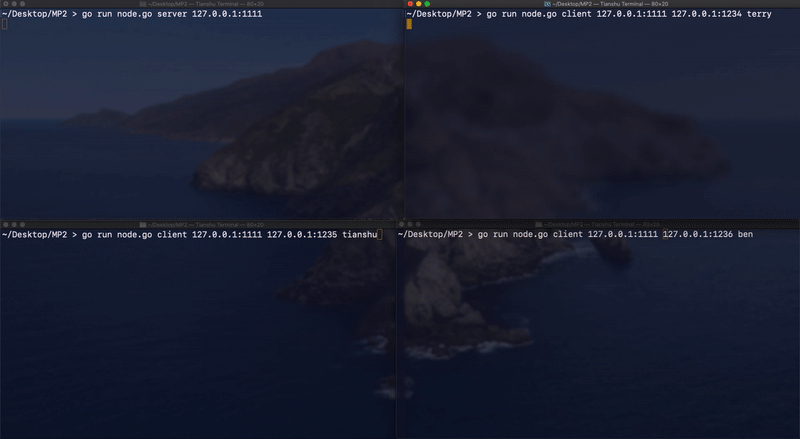 Tianshu Terminal — 80×20
~/Desktop/MP2 — Tianshu Terminal — 80×20
~/Desktop/MP2 > go run node.go server 127.0.0.1:1111
~/Desktop/MP2 > go run node.go client 127.0.0.1:1111 127.0.0.1:1234 terry
~/Desktop/MP2 — Tianshu Terminal — 80×20
~/Desktop/MP2 — Tianshu Terminal — 80×20
~/Desktop/MP2 > go run node.go client 127.0.0.1:1111 127.0.0.1:1235 tianshu
~/Desktop/MP2 > go run node.go client 127.0.0.1:1111 127.0.0.1:1236 ben